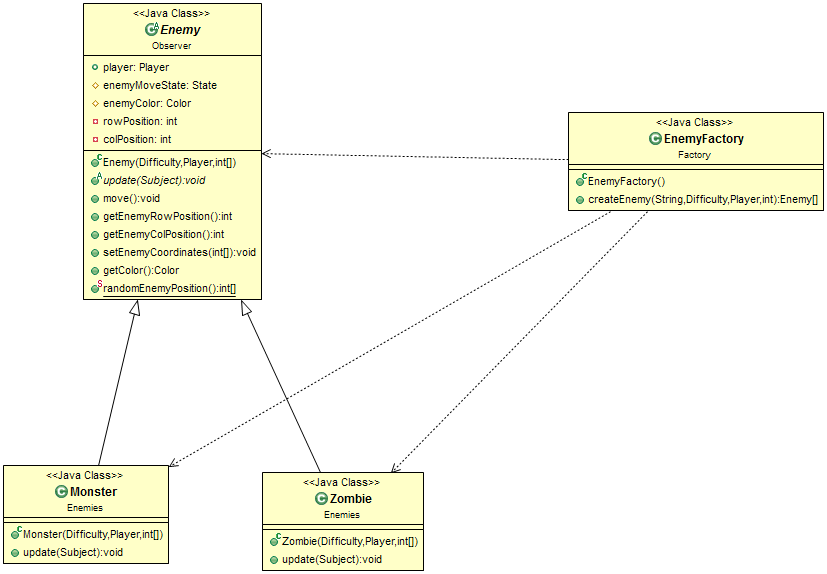 <<Java Class>>
Enemy
Observer
player: Player
enemyMoveState: State
enemyColor: Color
rowPosition: int
colPosition: int
Enemy(Difficulty,Player,int[])
update(Subject):void
move():void
getEnemyRowPosition():int
getEnemyColPosition():int
setEnemyCoordinates(int[]):void
getColor():Color
randomEnemyPosition():int[]
<<Java Class>>
EnemyFactory
Factory
EnemyFactory()
createEnemy(String,Difficulty,Player,int):Enemy[]
<<Java Class>>
Monster
Enemies
Monster(Difficulty,Player,int[])
update(Subject):void
<<Java Class>>
Zombie
Enemies
Zombie(Difficulty,Player,int[])
update(Subject):void